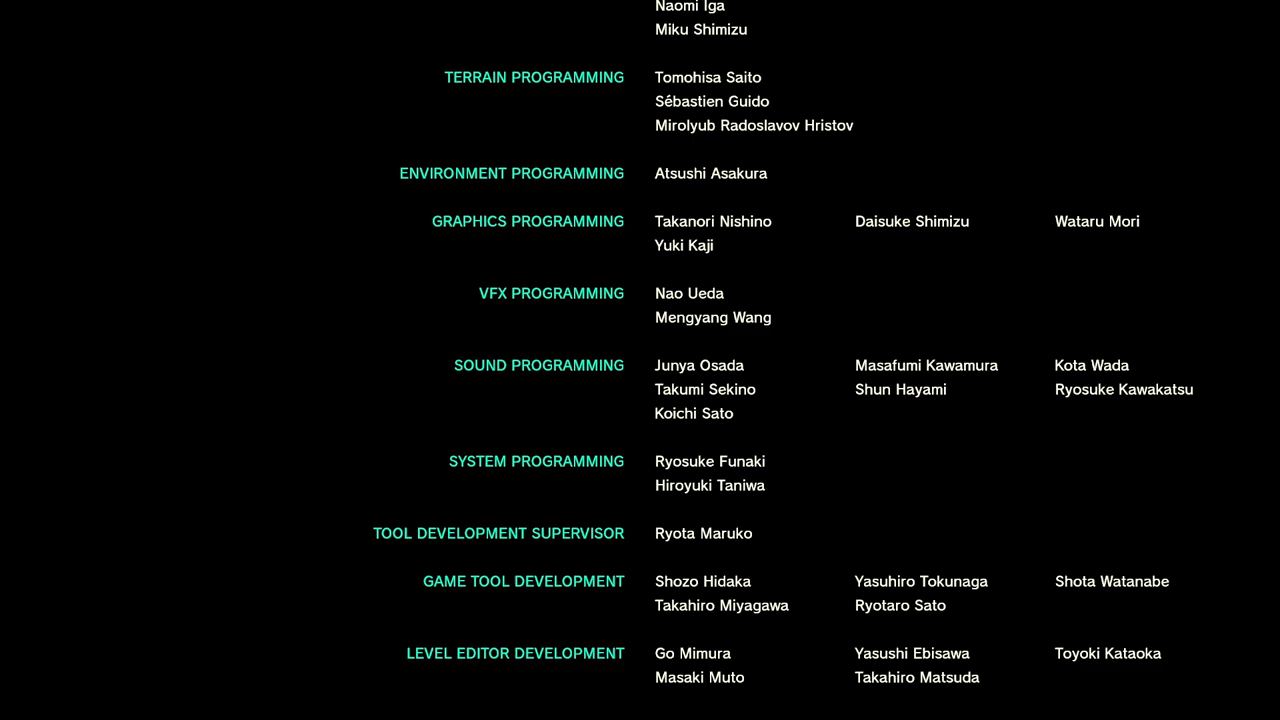 Naomi Iga
Miku Shimizu
TERRAIN PROGRAMMING Tomohisa Saito
Sébastien Guido
Mirolyub Radoslavov Hristov
ENVIRONMENT PROGRAMMING Atsushi Asakura
GRAPHICS PROGRAMMING Takanori Nishino Daisuke Shimizu Wataru Mori
Yuki Kaji
VFX PROGRAMMING Nao Ueda
Mengyang Wang
SOUND PROGRAMMING Junya Osada Masafumi Kawamura Kota Wada
Takumi Sekino Shun Hayami Ryosuke Kawakatsu
Koichi Sato
SYSTEM PROGRAMMING Ryosuke Funaki
Hiroyuki Taniwa
TOOL DEVELOPMENT SUPERVISOR Ryota Maruko
GAME TOOL DEVELOPMENT Shozo Hidaka Yasuhiro Tokunaga Shota Watanabe
Takahiro Miyagawa Ryotaro Sato
LEVEL EDITOR DEVELOPMENT Go Mimura Yasushi Ebisawa Toyoki Kataoka
Masaki Muto Takahiro Matsuda